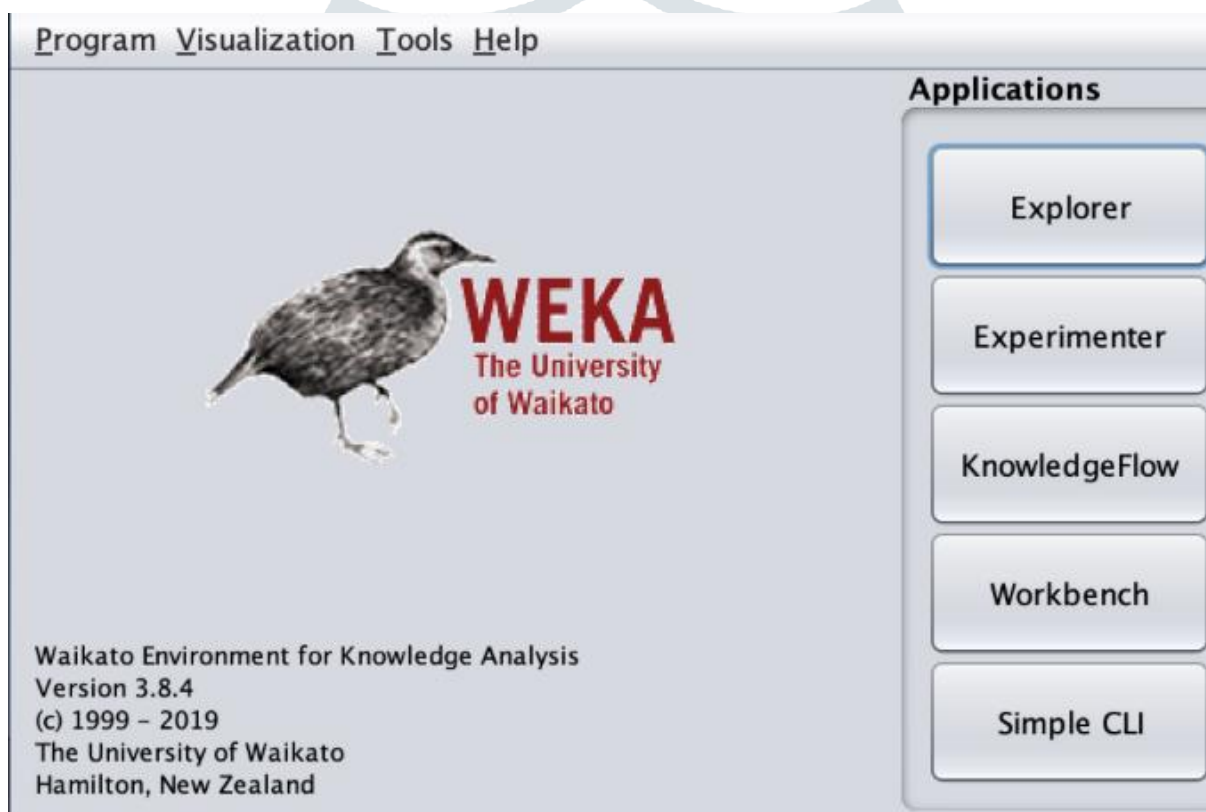 Program Visualization Tools Help
Applications
Explorer
Experimenter
KnowledgeFlow
Workbench
Simple CLI
WEKA
The University
of Waikato
Waikato Environment for Knowledge Analysis
Version 3.8.4
(c) 1999 – 2019
The University of Waikato
Hamilton, New Zealand